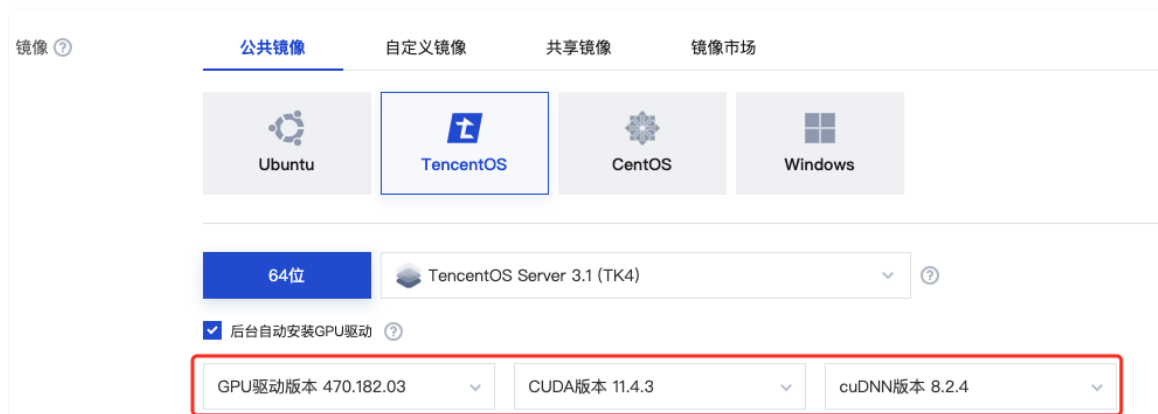 镜像 公共镜像 自定义镜像 共享镜像 镜像市场
Ubuntu TencentOS CentOS Windows
64位 TencentOS Server 3.1 (TK4)
后台自动安装GPU驱动
GPU驱动版本 470.182.03 CUDA版本 11.4.3 cuDNN版本 8.2.4